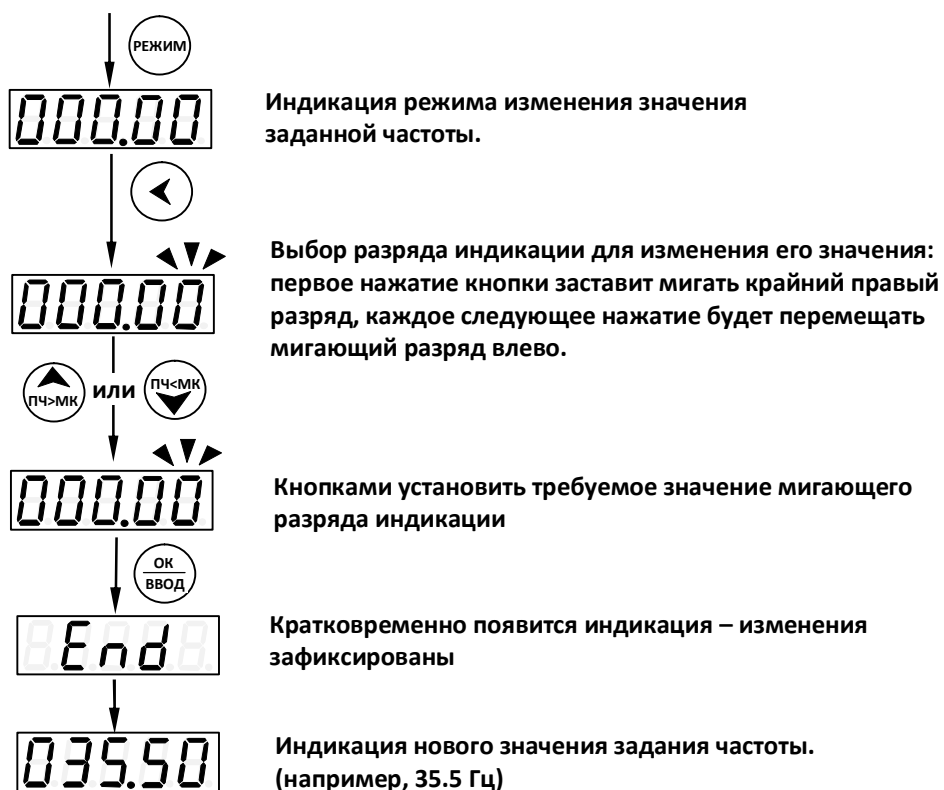 РЕЖИМ
000.00
Индикация режима изменения значения
заданной частоты.
000.00
Выбор разряда индикации для изменения его значения:
первое нажатие кнопки заставит мигать крайний правый
разряд, каждое следующее нажатие будет перемещать
мигающий разряд влево.
ПЧ>МК или ПЧ<МК
000.00
Кнопками установить требуемое значение мигающего
разряда индикации
ОК
ВВОД
End
Кратковременно появится индикация – изменения
зафиксированы
035.50
Индикация нового значения задания частоты.
(например, 35.5 Гц)